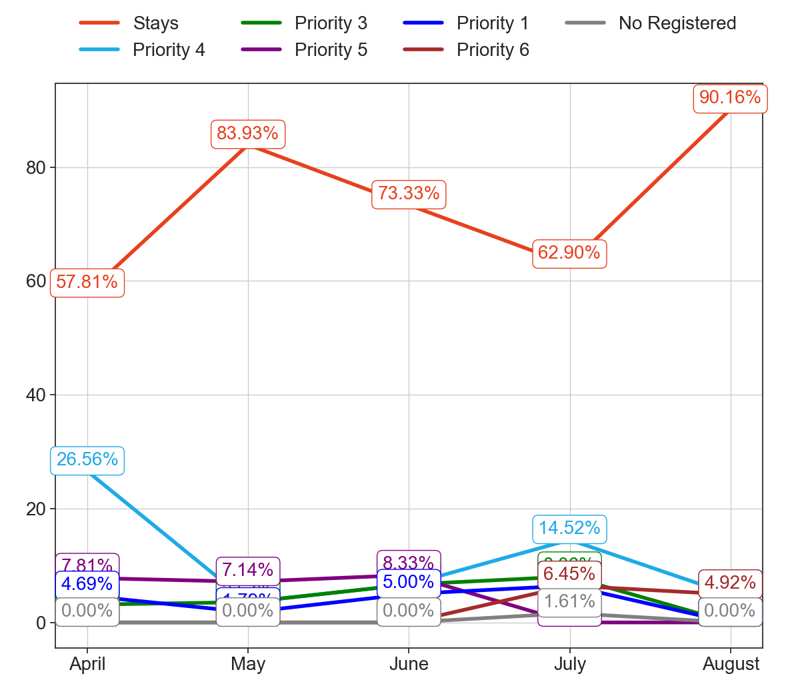 Stays Priority 3 Priority 1 No Registered
Priority 4 Priority 5 Priority 6
90.16%
83.93%
80
73.33%
62.90%
60 57.81%
40
26.56%
20
14.52%
7.81% 7.14% 8.33% 6.45% 4.92%
4.69% 5.00% 1.61%
0 0.00% 0.00% 0.00% 0.00%
April May June July August